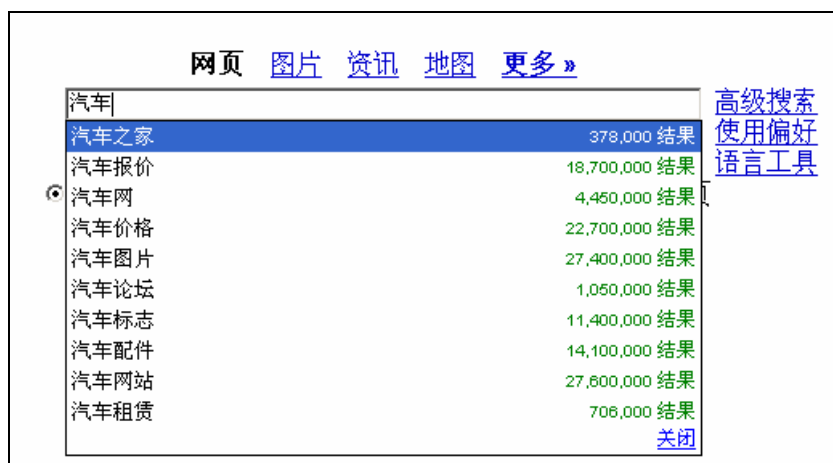 网页 图片 资讯 地图 更多 »
汽车 高级搜索
汽车之家 378,000 结果 使用偏好
汽车报价 18,700,000 结果 语言工具
汽车网 4,450,000 结果
汽车价格 22,700,000 结果
汽车图片 27,400,000 结果
汽车论坛 1,050,000 结果
汽车标志 11,400,000 结果
汽车配件 14,100,000 结果
汽车网站 27,600,000 结果
汽车租赁 706,000 结果
关闭